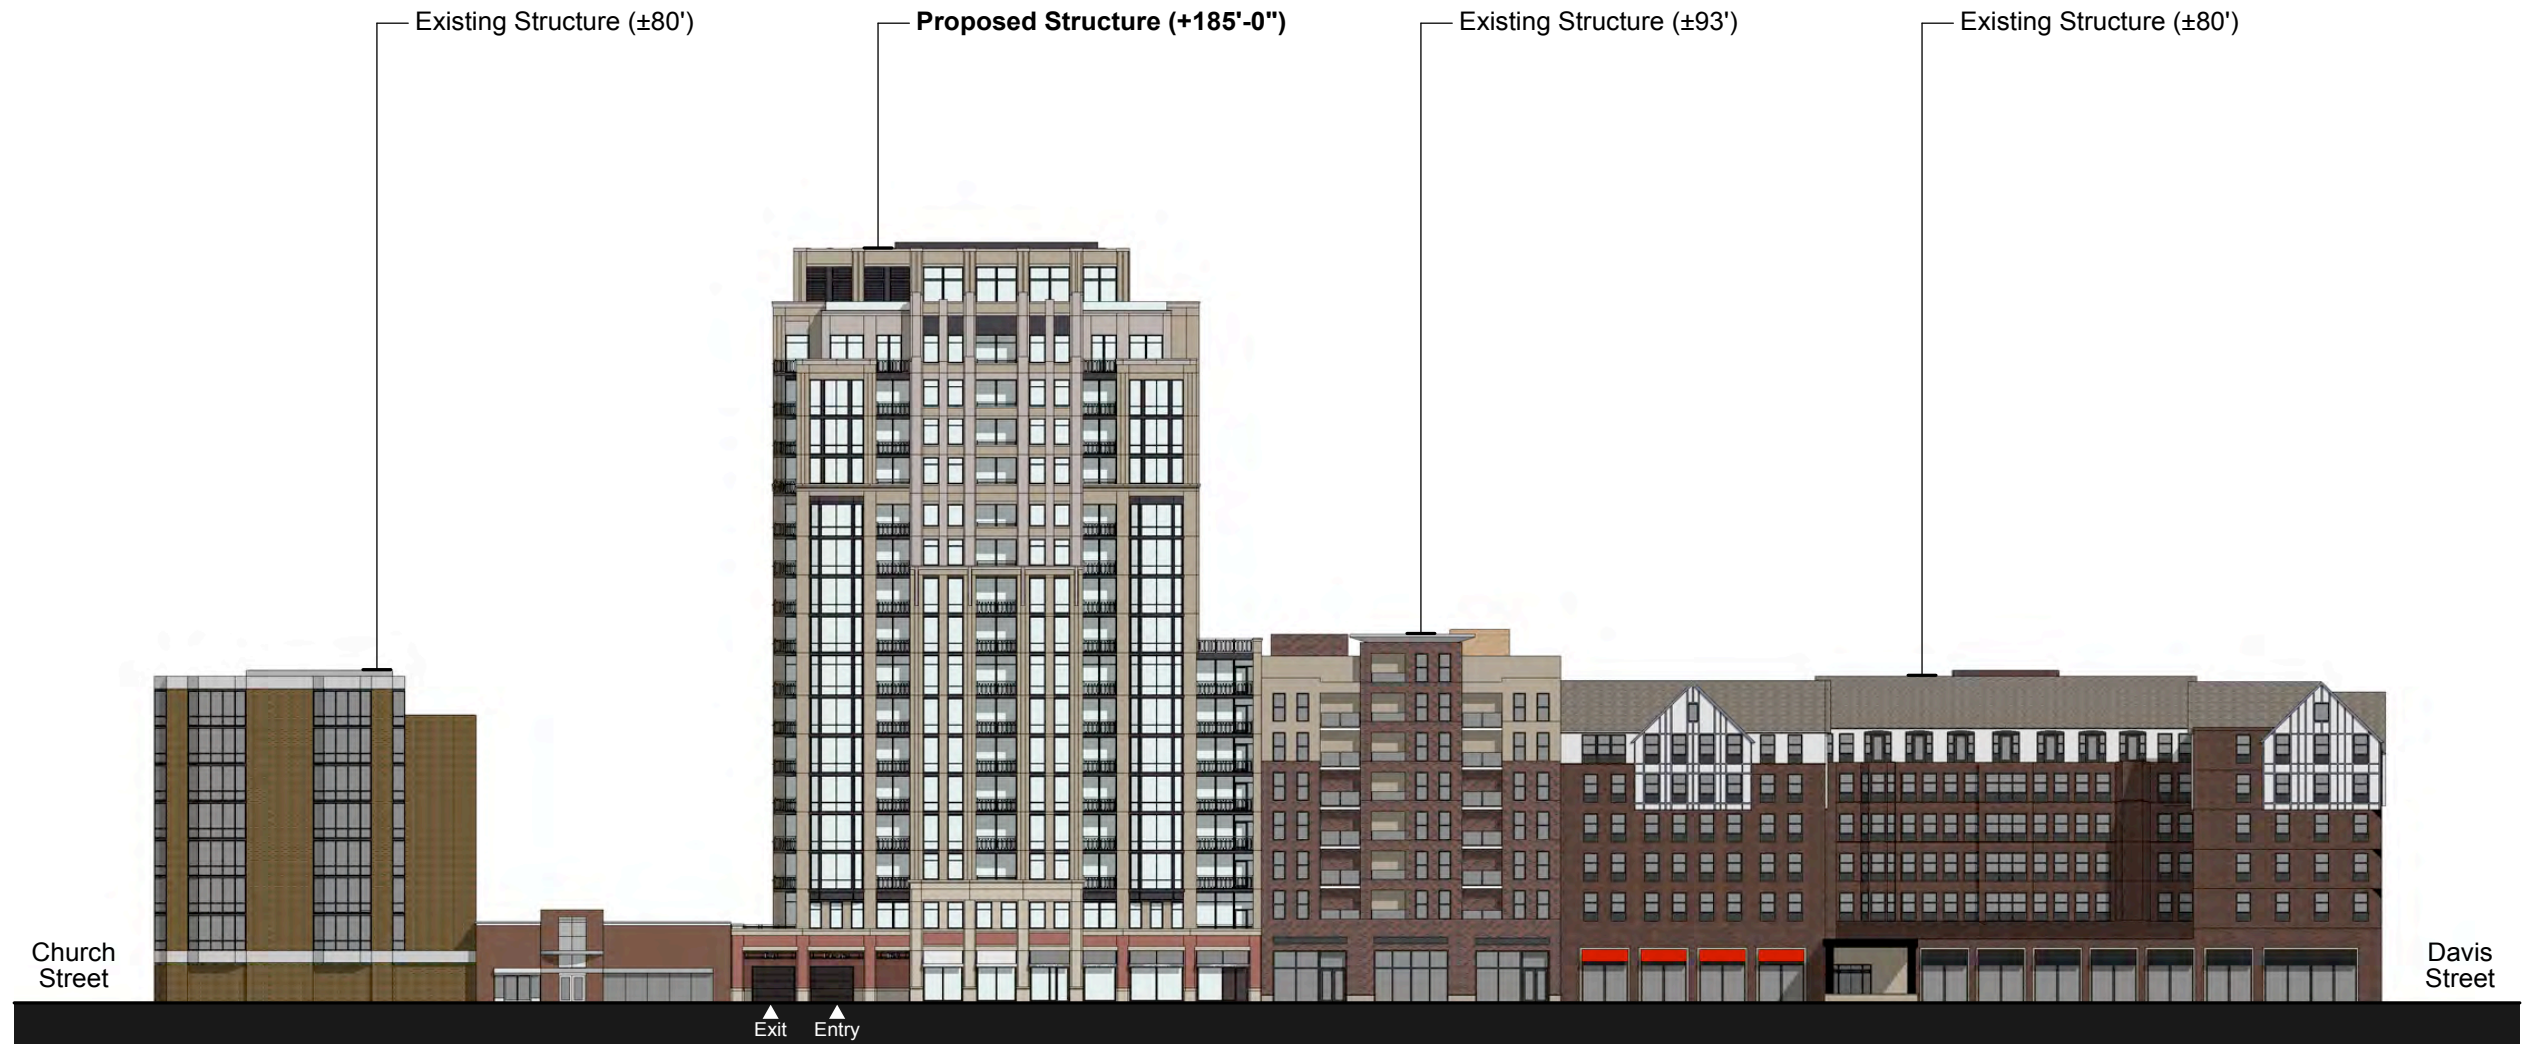 Existing Structure (±80')
Proposed Structure (+185'-0")
Existing Structure (±93')
Existing Structure (±80')
Church
Street
Davis
Street
Exit
Entry